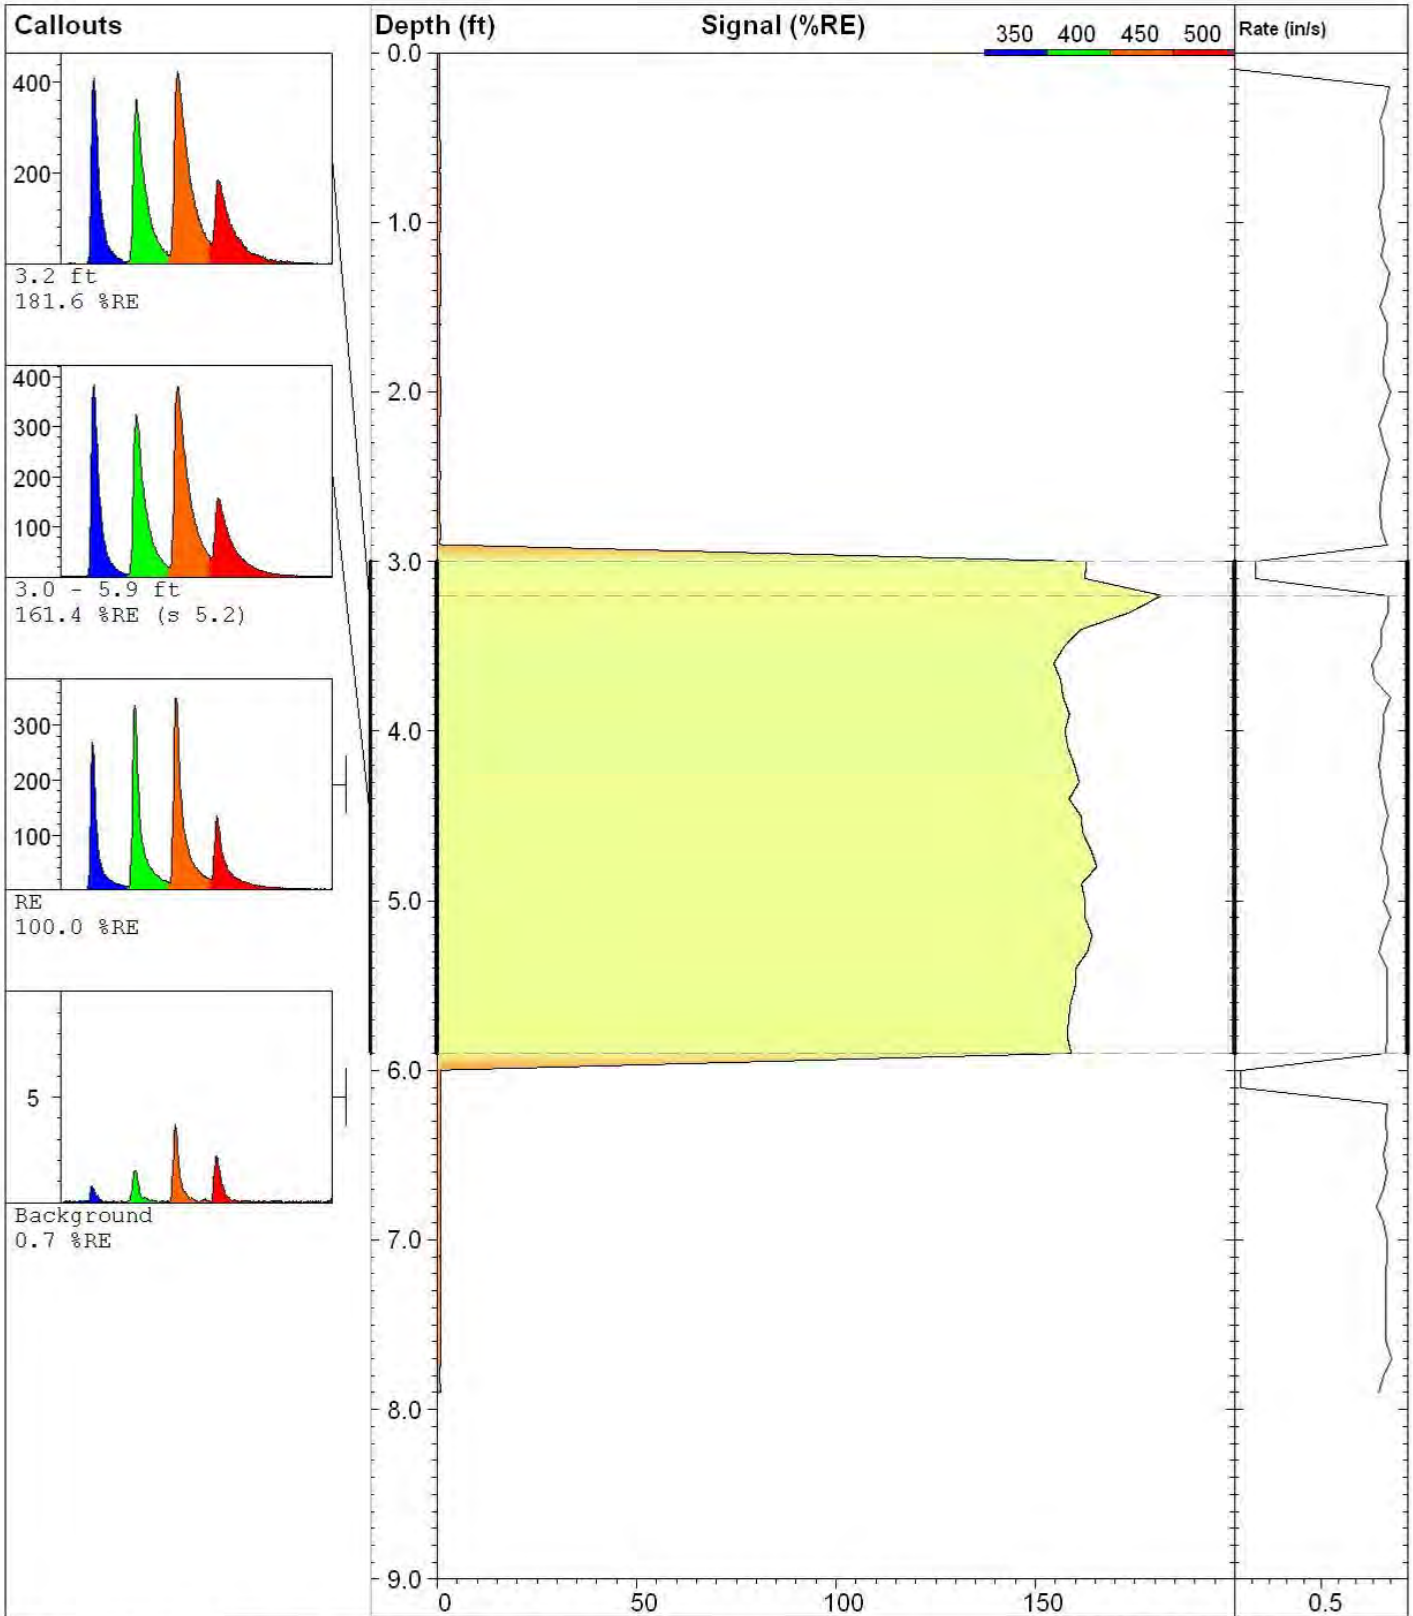 Callouts
Depth (ft)
Signal (%RE)
350 400 450 500
Rate (in/s)
400
200
3.2 ft
181.6 %RE
400
300
200
100
3.0 - 5.9 ft
161.4 %RE (s 5.2)
300
200
100
RE
100.0 %RE
5
Background
0.7 %RE
0.0
1.0
2.0
3.0
4.0
5.0
6.0
7.0
8.0
9.0
0 50 100 150
0.5